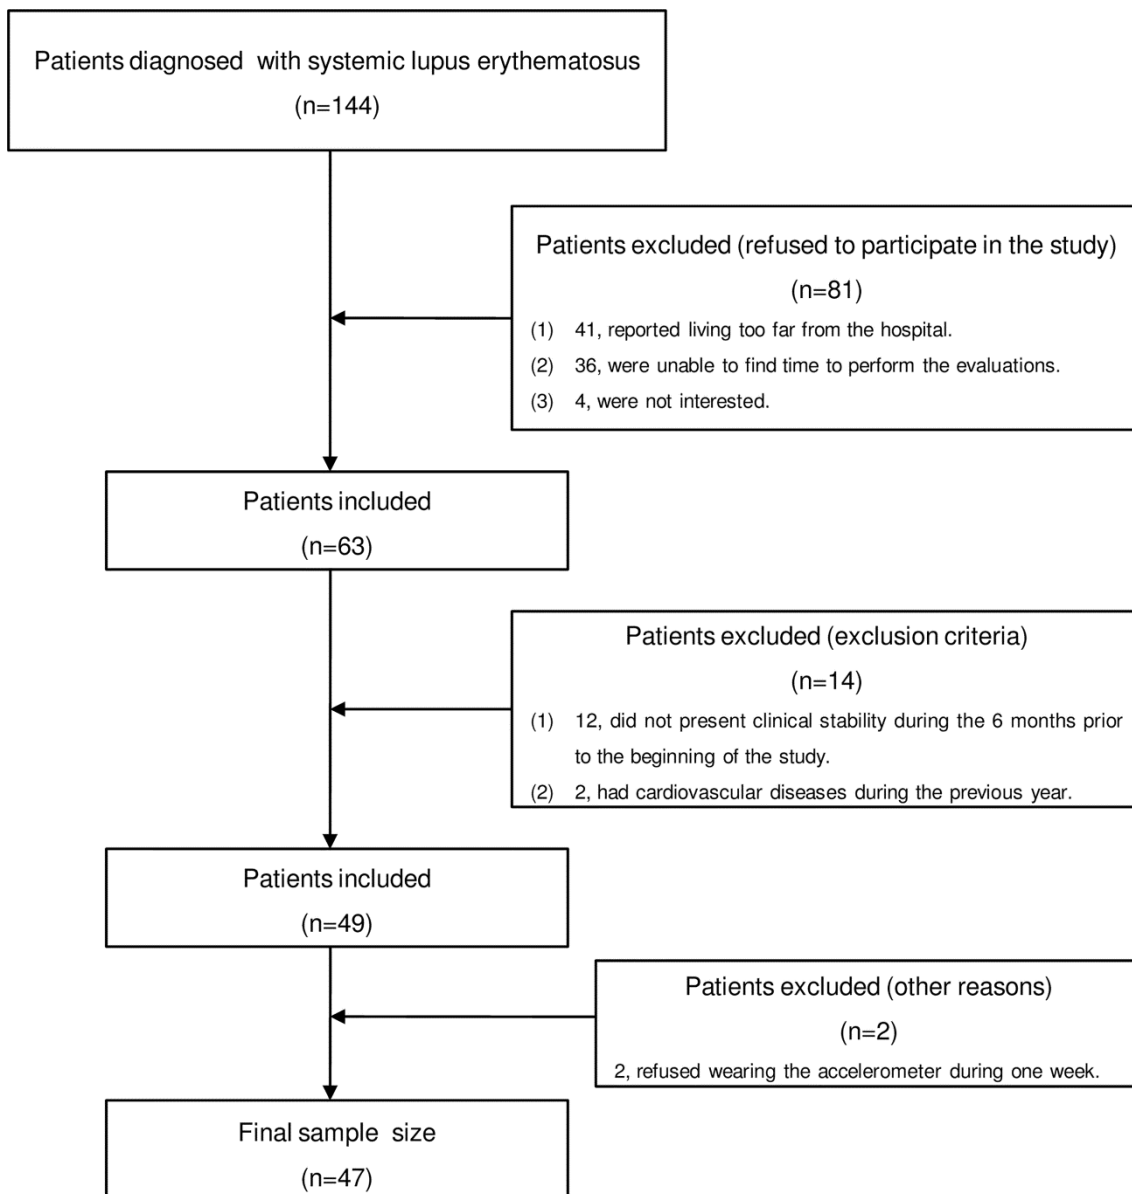 Patients diagnosed with systemic lupus erythematosus
(n=144)
Patients excluded (refused to participate in the study)
(n=81)
(1) 41, reported living too far from the hospital.
(2) 36, were unable to find time to perform the evaluations.
(3) 4, were not interested.
Patients included
(n=63)
Patients excluded (exclusion criteria)
(n=14)
(1) 12, did not present clinical stability during the 6 months prior
to the beginning of the study.
(2) 2, had cardiovascular diseases during the previous year.
Patients included
(n=49)
Patients excluded (other reasons)
(n=2)
2, refused wearing the accelerometer during one week.
Final sample size
(n=47)